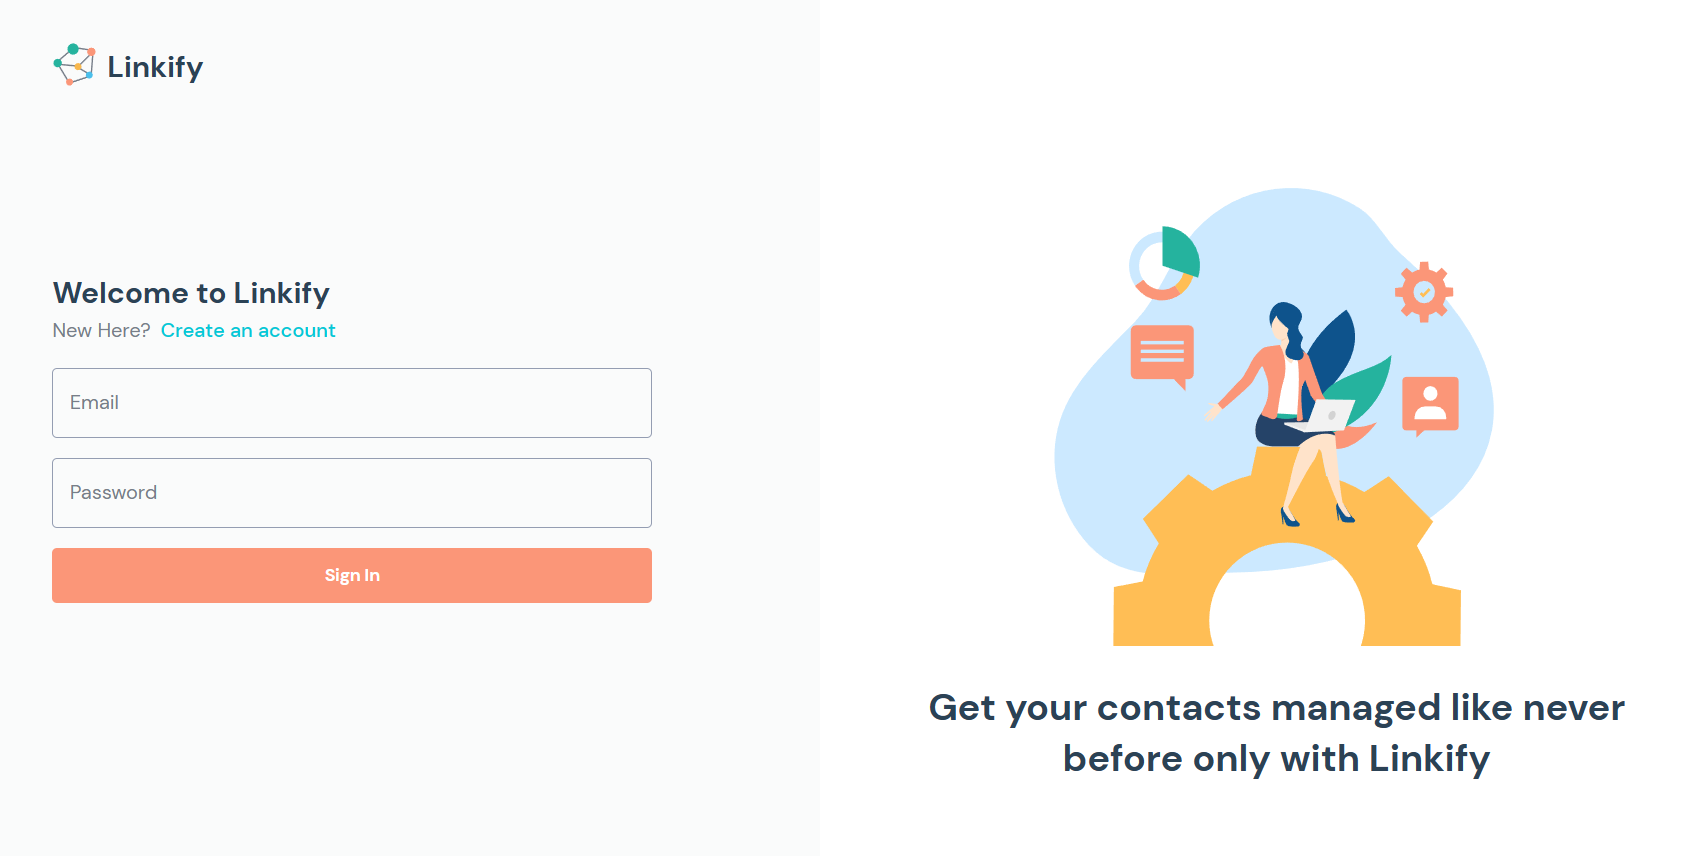 Linkify
Welcome to Linkify
New Here? Create an account
Email
Password
Sign In
Get your contacts managed like never
before only with Linkify